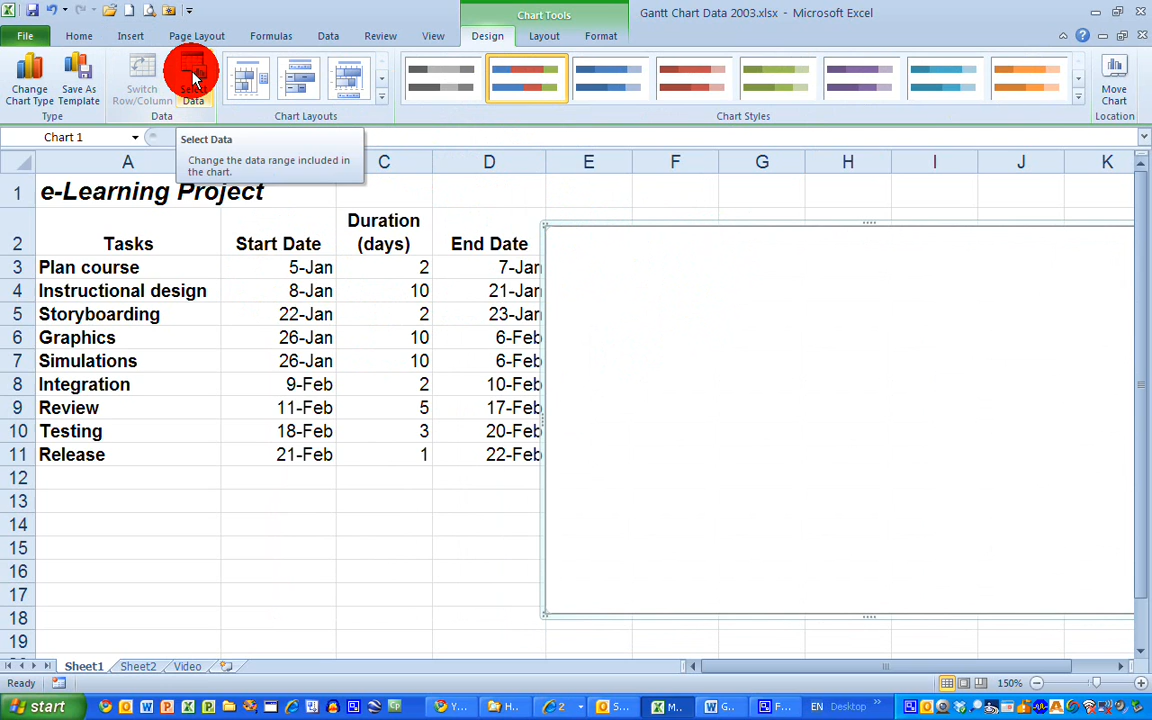 Chart Tools
Gantt Chart Data 2003.xlsx - Microsoft Excel
File Home Insert Page Layout Formulas Data Review View Design Layout Format
Change Chart Type
Save As Template
Switch Row/Column
Select Data
Move Chart
Type Data Chart Layouts Chart Styles Location
Chart 1
Select Data
Change the data range included in
the chart.
A C D E F G H I J K
1 e-Learning Project
Duration
2 Tasks Start Date (days) End Date
3 Plan course 5-Jan 2 7-Jan
4 Instructional design 8-Jan 10 21-Jan
5 Storyboarding 22-Jan 2 23-Jan
6 Graphics 26-Jan 10 6-Feb
7 Simulations 26-Jan 10 6-Feb
8 Integration 9-Feb 2 10-Feb
9 Review 11-Feb 5 17-Feb
10 Testing 18-Feb 3 20-Feb
11 Release 21-Feb 1 22-Feb
12
13
14
15
16
17
18
19
Sheet1 Sheet2 Video
Ready 150%
start Y... H... 2 S... M... G... F... EN Desktop